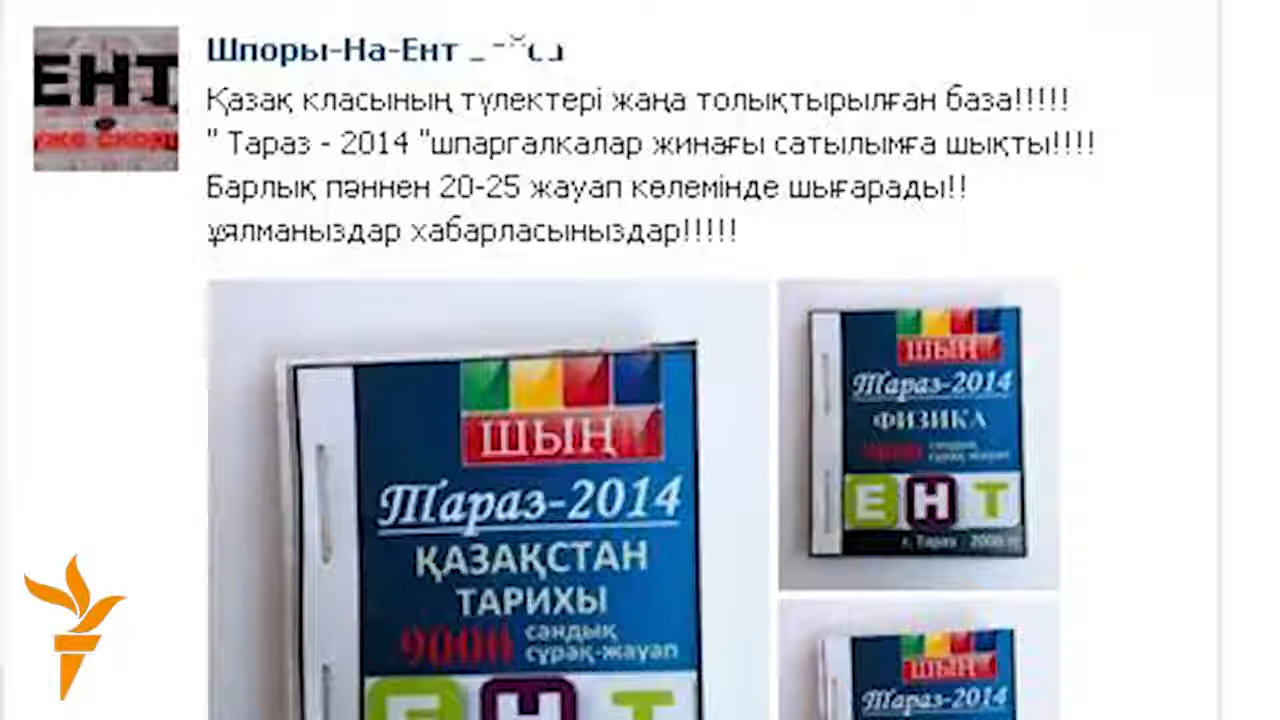 ЕНТ
Шпоры-На-Ент
Қазақ класының түлектері жаңа толықтырылған база!!!!!
" Тараз - 2014 "шпаргалкалар жинағы сатылымға шықты!!!!
Барлық пәннен 20-25 жауап көлемінде шығарады!!
ұялманыздар хабарласыныздар!!!!!
ШЫҢ
Тараз-2014
ҚАЗАҚСТАН
ТАРИХЫ
9000
сандық
сұрақ-жауап
ЕНТ
ШЫҢ
Тараз-2014
ФИЗИКА
сандық
сұрақ-жауап
ЕНТ
г. Тараз
ШЫҢ
Тараз-2014